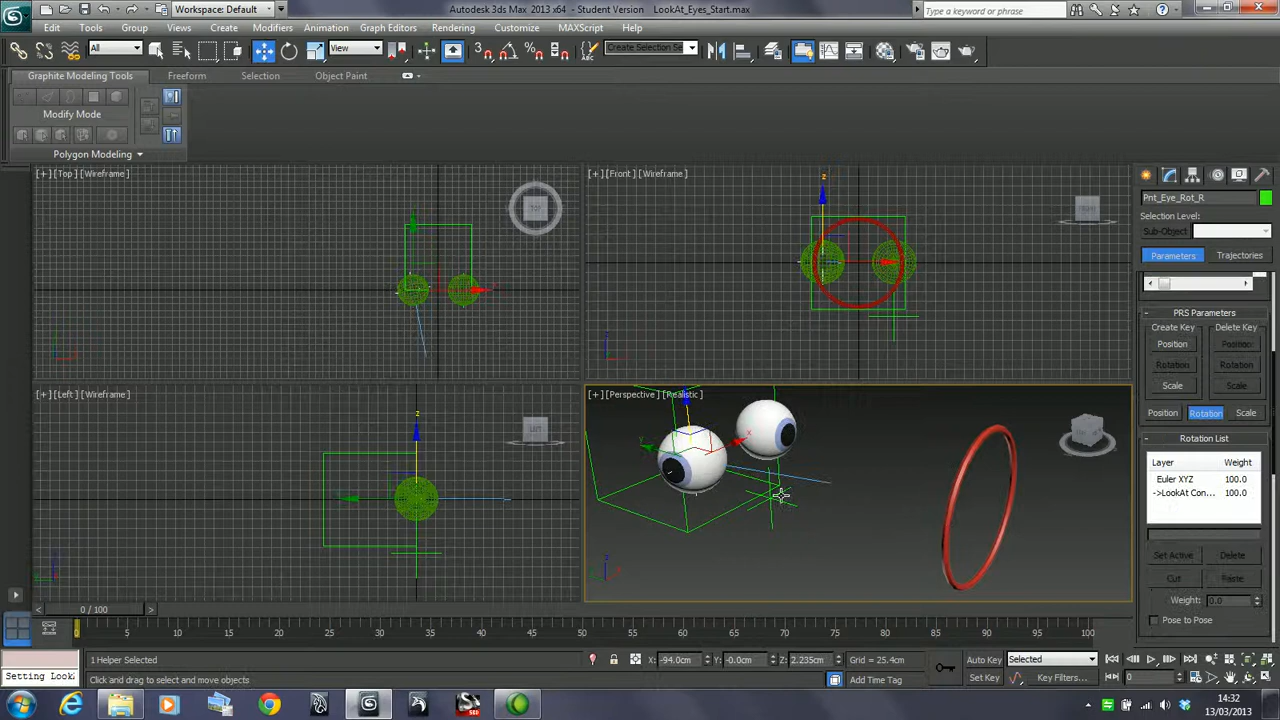 Workspace: Default
Autodesk 3ds Max 2013 x64 - Student Version LookAt_Eyes_Start.max
Type a keyword or phrase
Edit Tools Group Views Create Modifiers Animation Graph Editors Rendering Customize MAXScript Help
All View Create Selection Se
Graphite Modeling Tools Freeform Selection Object Paint
Modify Mode
Polygon Modeling
[+] [Top] [Wireframe]
[+] [Front] [Wireframe]
TOP
z
x
[+] [Left] [Wireframe]
[+] [Perspective] [Realistic]
LEFT
z
x
Pnt_Eye_Rot_R
Selection Level:
Sub-Object
Parameters Trajectories
PRS Parameters
Create Key Delete Key
Position Position
Rotation Rotation
Scale Scale
Position Rotation Scale
Rotation List
Layer Weight
Euler XYZ 100.0
->LookAt Con... 100.0
Set Active Delete
Cut Paste
Weight: 0.0
Pose to Pose
0 / 100
0 5 10 15 20 25 30 35 40 45 50 55 60 65 70 75 80 85 90 95 100
1 Helper Selected
X: -94.0cm Y: -0.0cm Z: 2.235cm Grid = 25.4cm
Auto Key Selected
Setting Look
Click and drag to select and move objects
Add Time Tag
Set Key Key Filters...
0
14:32
13/03/2013